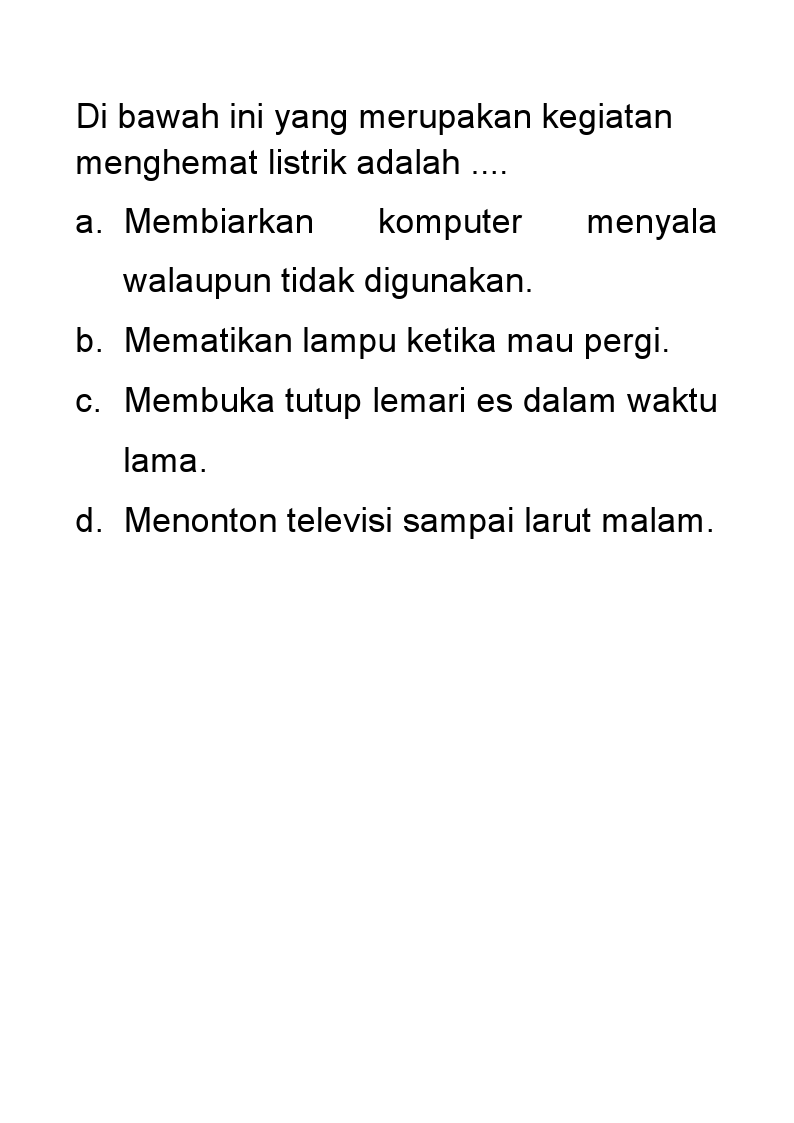 Di bawah ini yang merupakan kegiatan
menghemat listrik adalah ....
a. Membiarkan komputer menyala
walaupun tidak digunakan.
b. Mematikan lampu ketika mau pergi.
c. Membuka tutup lemari es dalam waktu
lama.
d. Menonton televisi sampai larut malam.